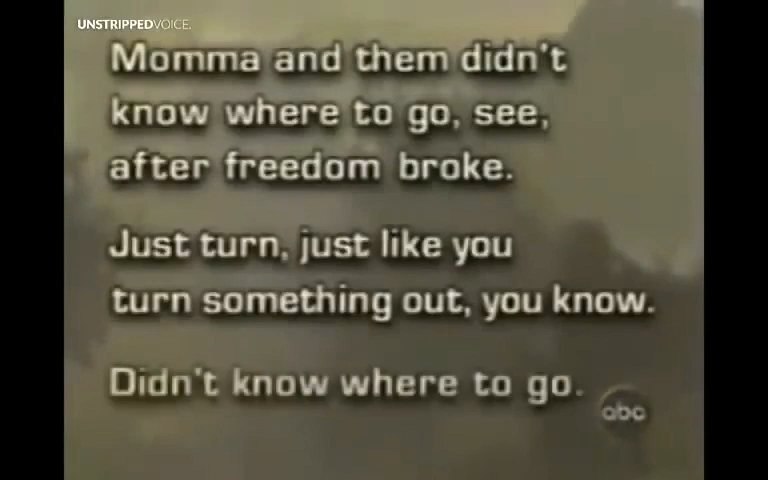 UNSTRIPPEDVOICE.
Momma and them didn't
know where to go, see,
after freedom broke.
Just turn, just like you
turn something out, you know.
Didn't know where to go.
abc